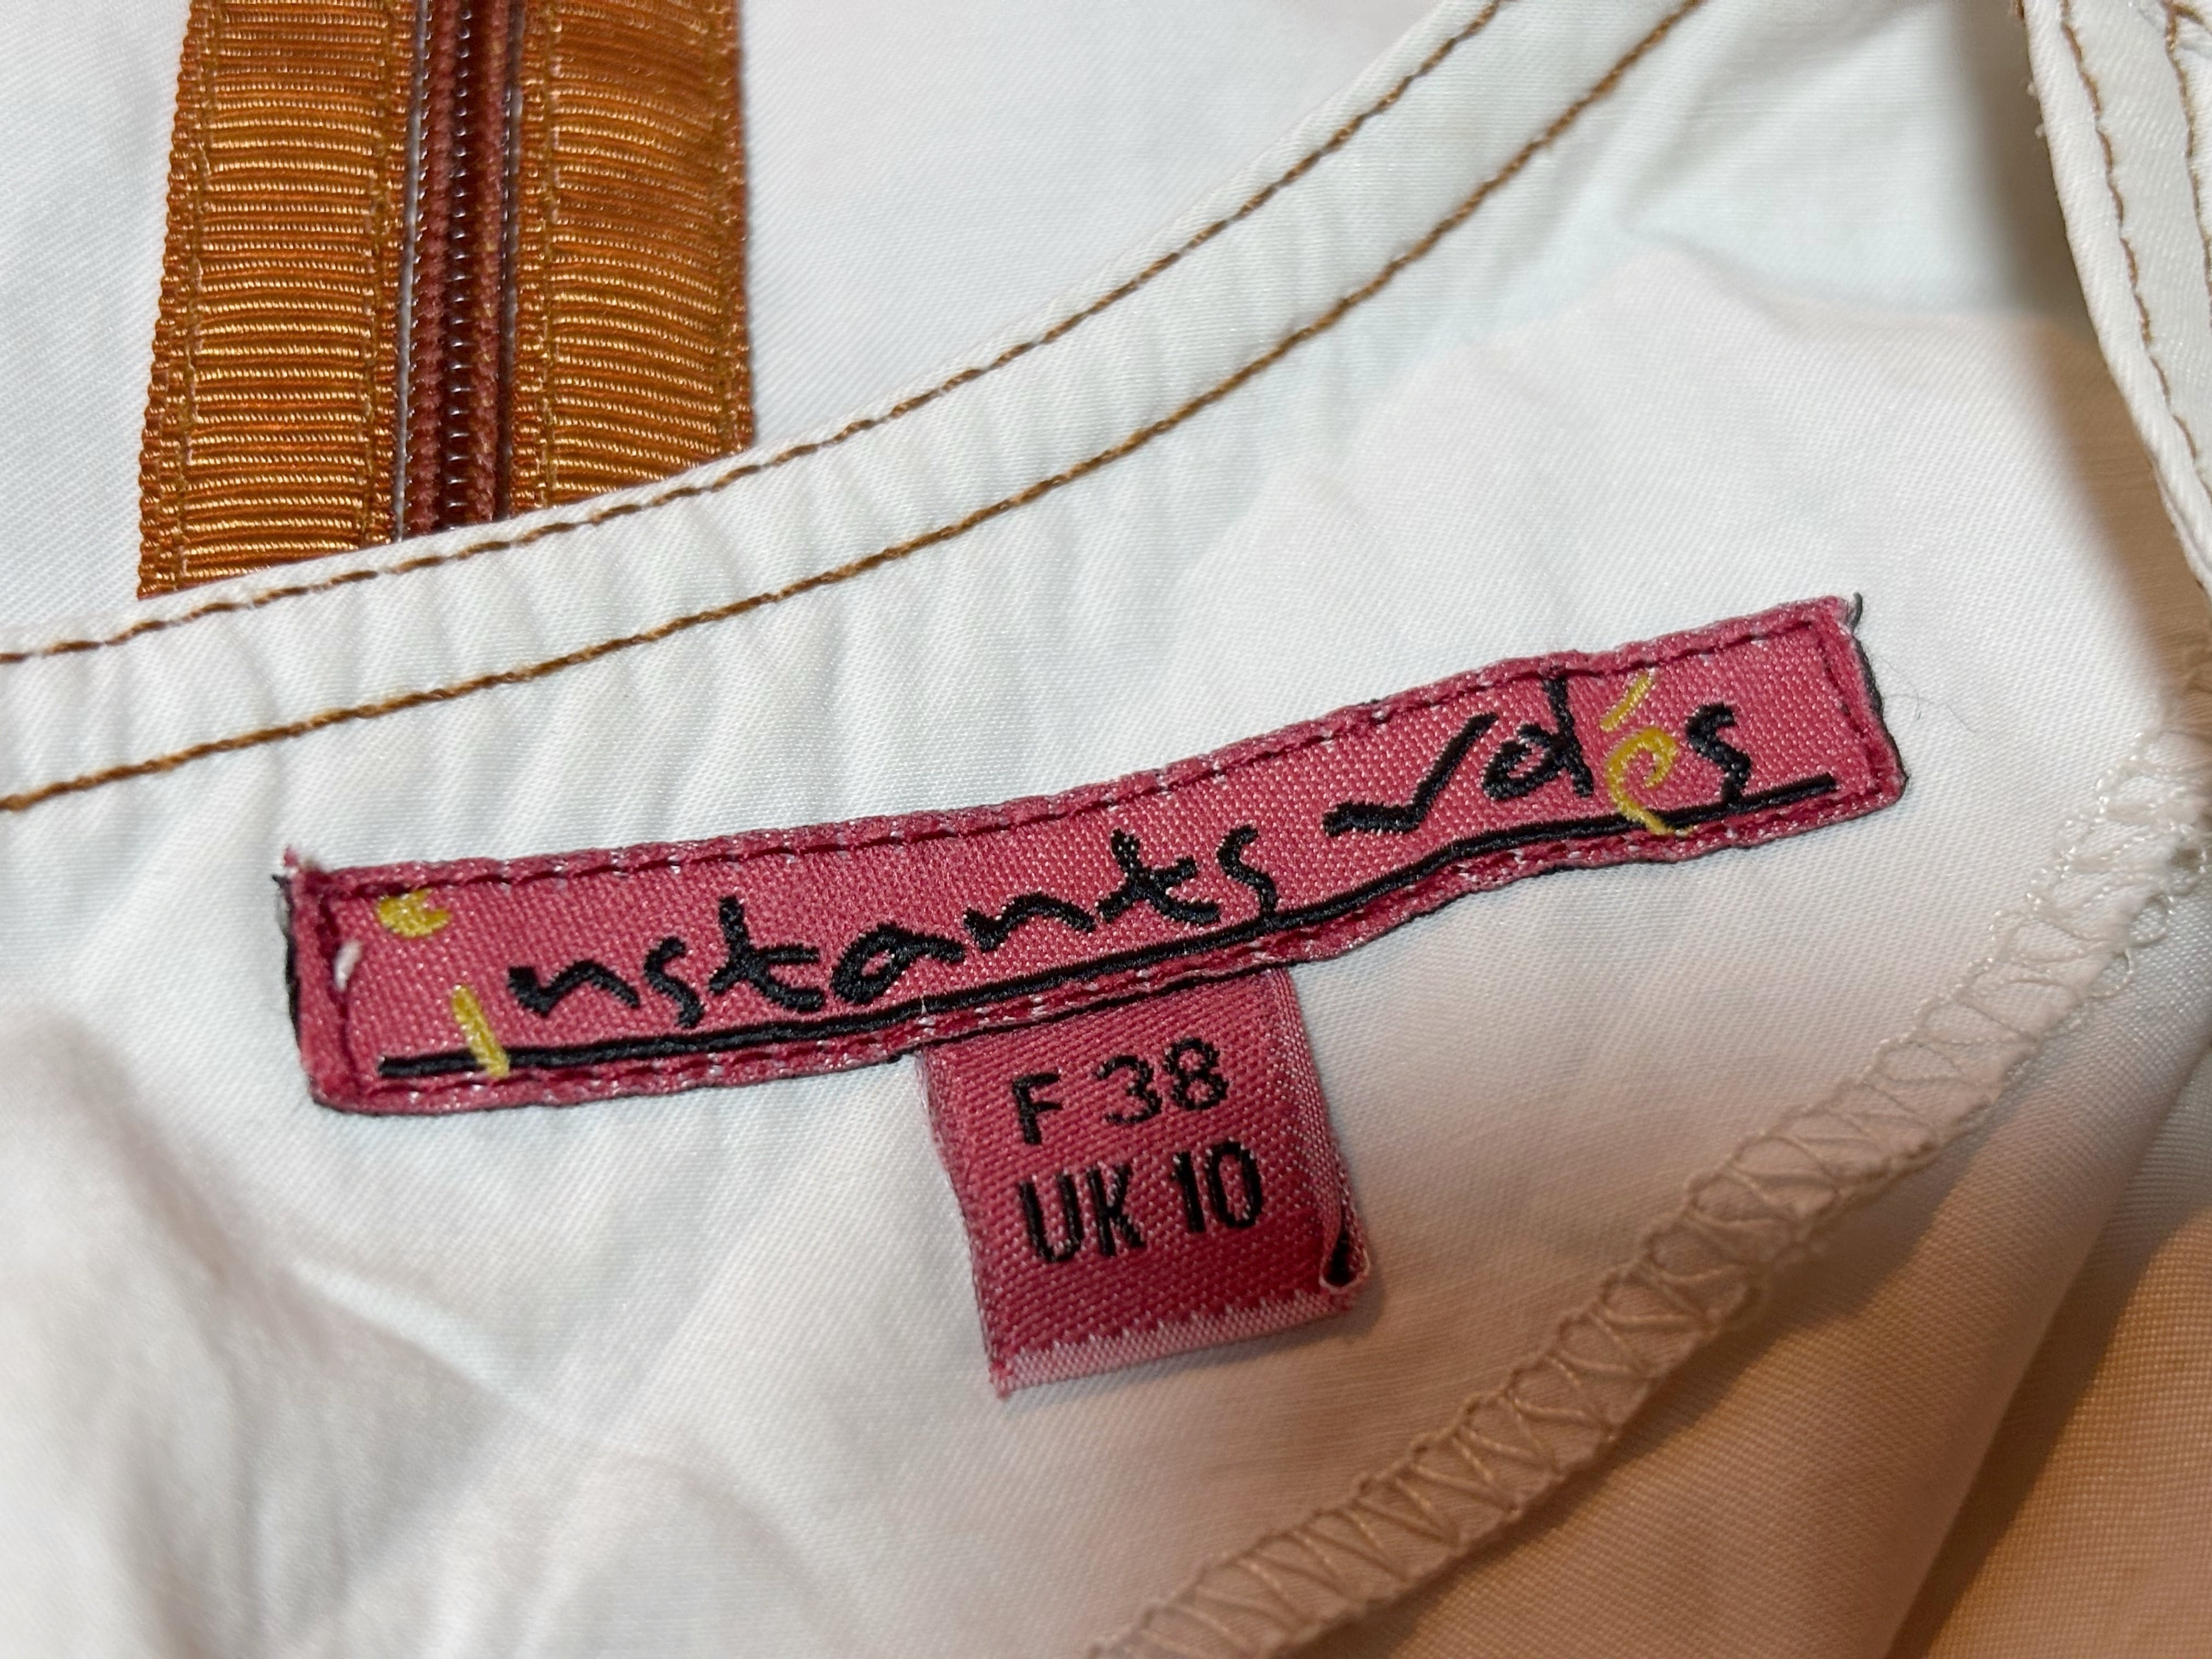 instants volés
F 38
UK 10